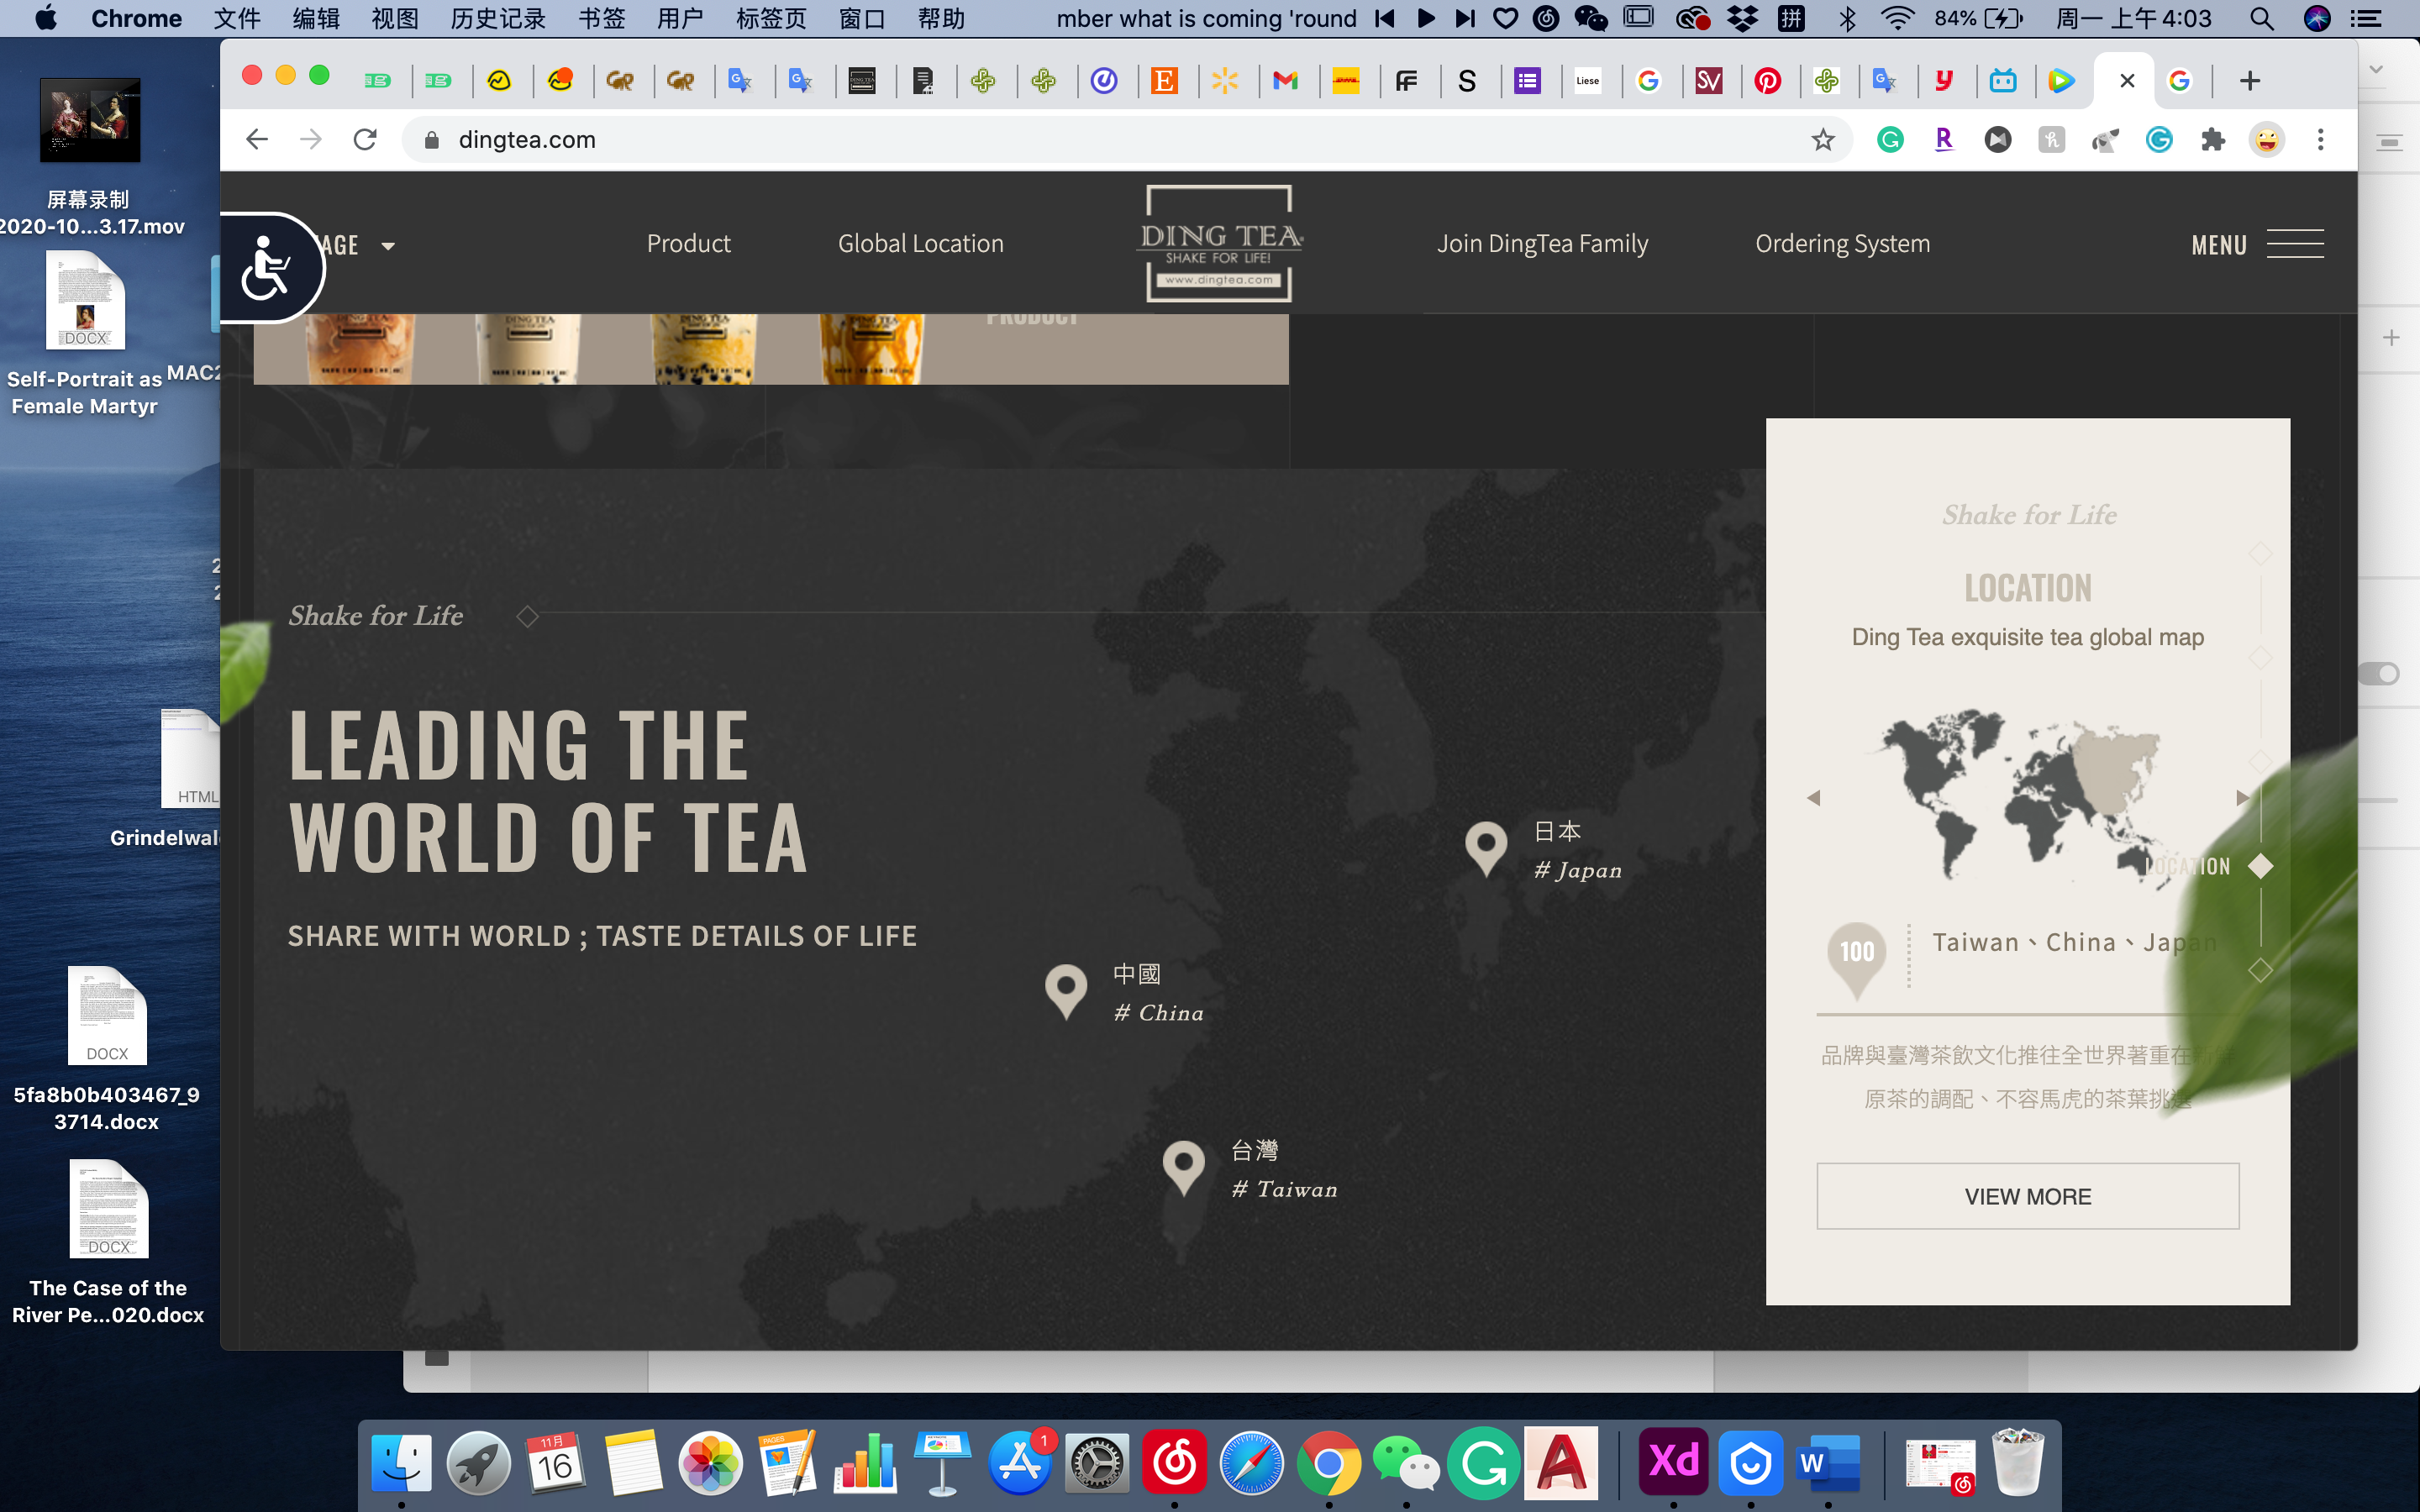 Chrome 文件 编辑 视图 历史记录 书签 用户 标签页 窗口 帮助 mber what is coming 'round 拼 84% 周一 上午 4:03
Liese
dingtea.com
AGE
Product
Global Location
DING TEA
SHAKE FOR LIFE!
www.dingtea.com
Join DingTea Family
Ordering System
MENU
PRODUCT
Shake for Life
LEADING THE
WORLD OF TEA
SHARE WITH WORLD ; TASTE DETAILS OF LIFE
日本
# Japan
中國
# China
台灣
# Taiwan
Shake for Life
LOCATION
Ding Tea exquisite tea global map
LOCATION
100
Taiwan、China、Japan
品牌與臺灣茶飲文化推往全世界著重在
原茶的調配、不容馬虎的茶葉挑選
VIEW MORE
屏幕录制
2020-10...3.17.mov
DOCX
Self-Portrait as
Female Martyr
MAC2
HTML
Grindelwal
DOCX
5fa8b0b403467_9
3714.docx
DOCX
The Case of the
River Pe...020.docx
11月
16
PAGES
1
Xd
W